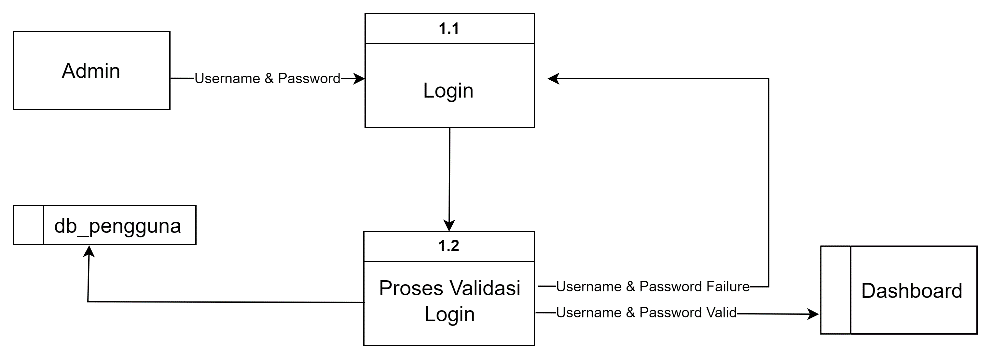 1.1
Admin
Username & Password
Login
db_pengguna
1.2
Proses Validasi
Login
Username & Password Failure
Username & Password Valid
Dashboard